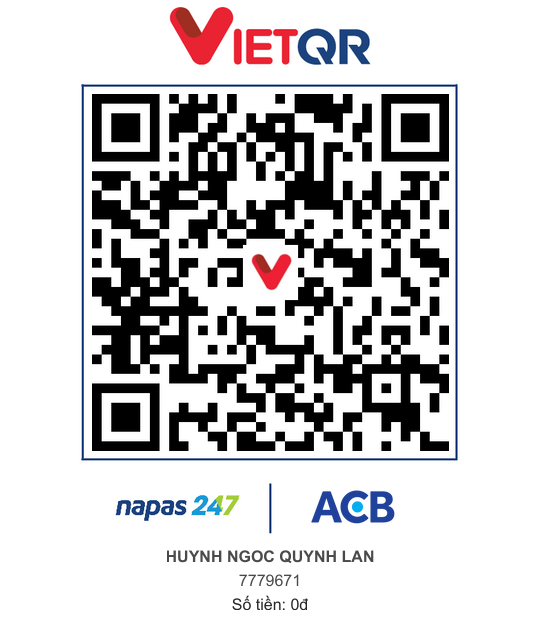 VIETQR
napas 247
ACB
HUYNH NGOC QUYNH LAN
7779671
Số tiền: 0đ